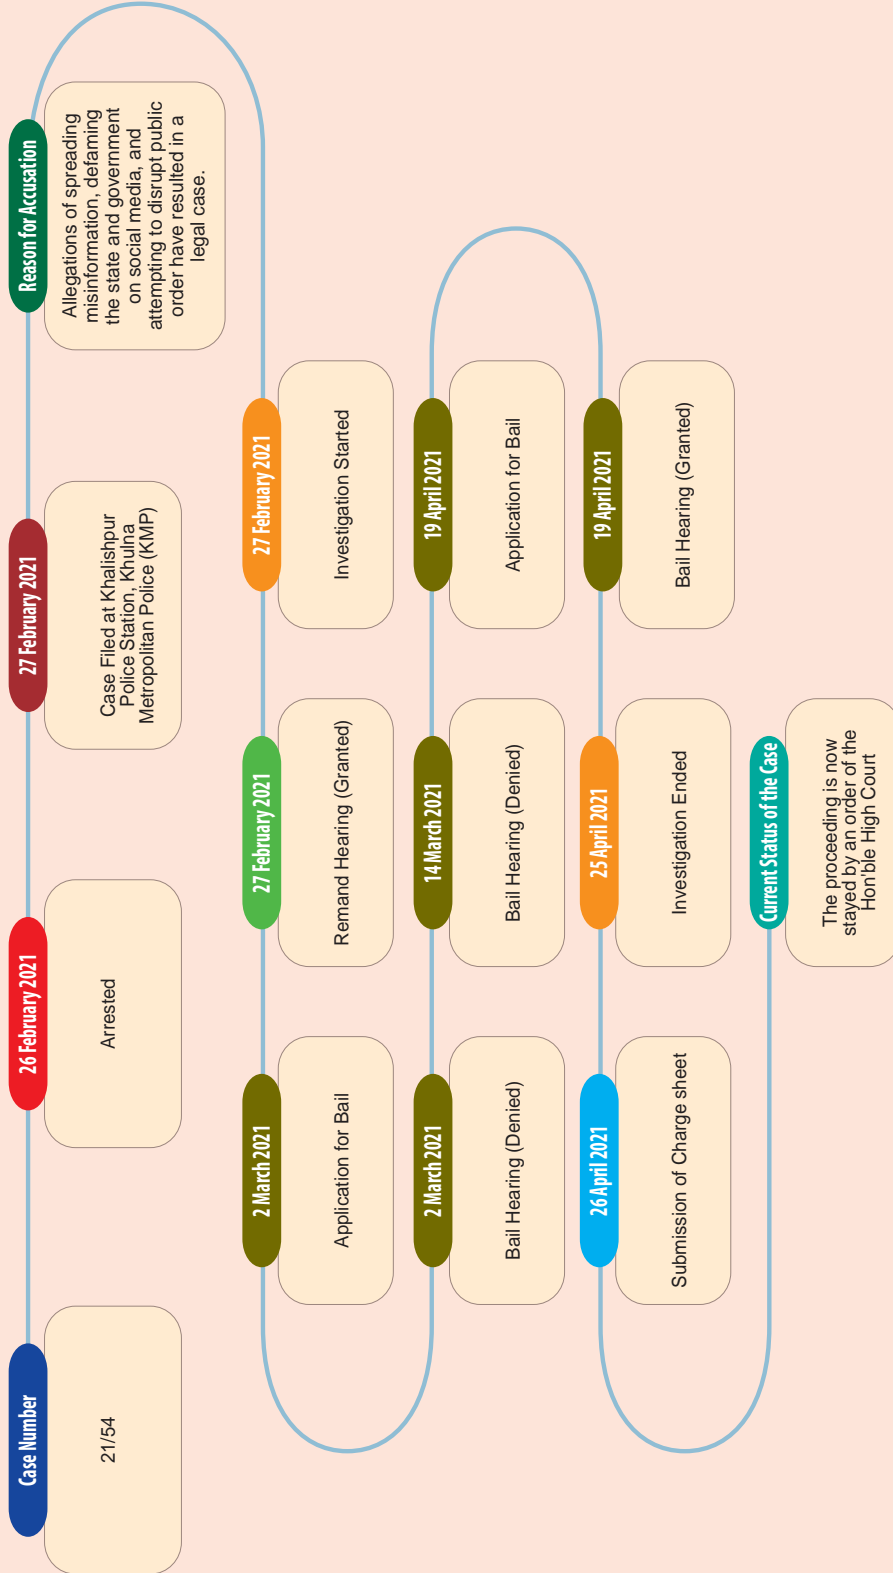 Case Number
21/54
26 February 2021
Arrested
27 February 2021
Case Filed at Khalishpur
Police Station, Khulna
Metropolitan Police (KMP)
Reason for Accusation
Allegations of spreading
misinformation, defaming
the state and government
on social media, and
attempting to disrupt public
order have resulted in a
legal case.
27 February 2021
Investigation Started
27 February 2021
Remand Hearing (Granted)
2 March 2021
Application for Bail
2 March 2021
Bail Hearing (Denied)
14 March 2021
Bail Hearing (Denied)
19 April 2021
Application for Bail
19 April 2021
Bail Hearing (Granted)
25 April 2021
Investigation Ended
26 April 2021
Submission of Charge sheet
Current Status of the Case
The proceeding is now
stayed by an order of the
Hon'ble High Court